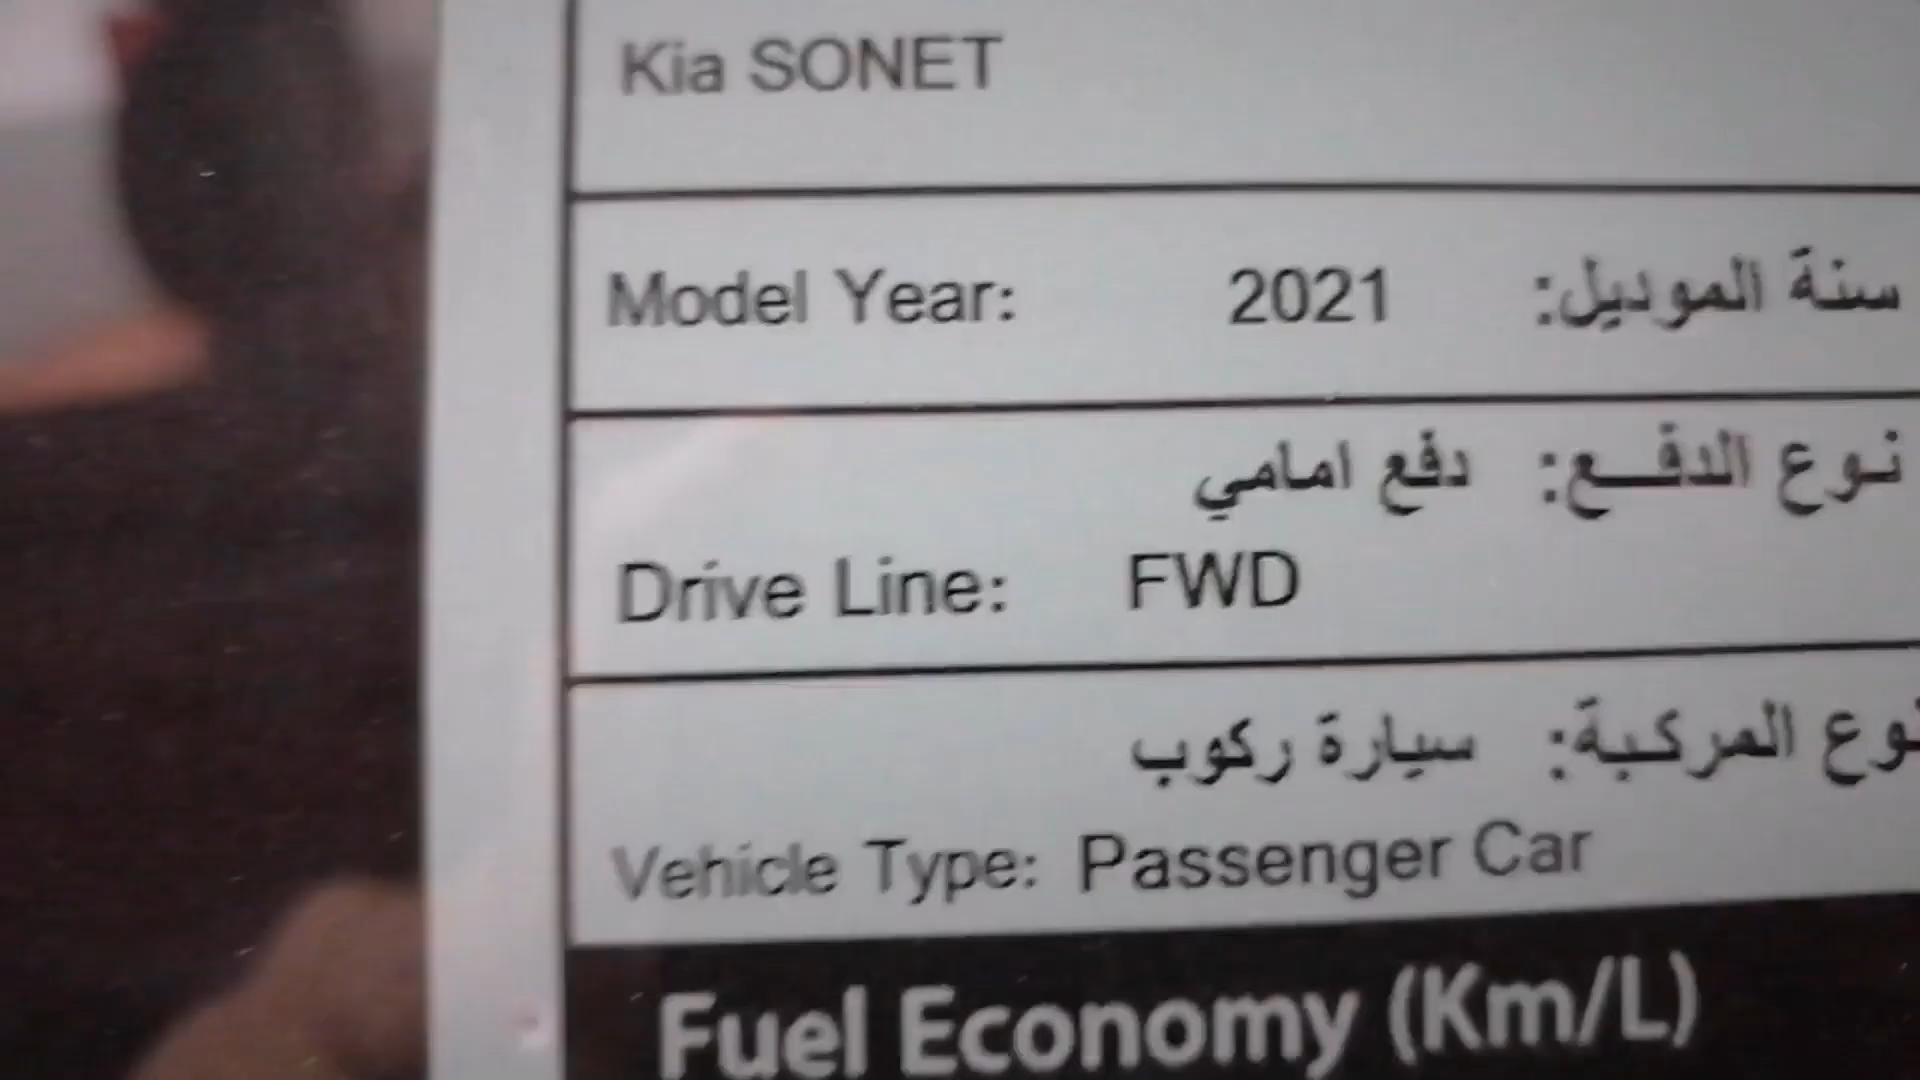 Kia SONET
Model Year: 2021 سنة الموديل:
نوع الدفع: دفع امامي
Drive Line: FWD
نوع المركبة: سيارة ركوب
Vehicle Type: Passenger Car
Fuel Economy (Km/L)